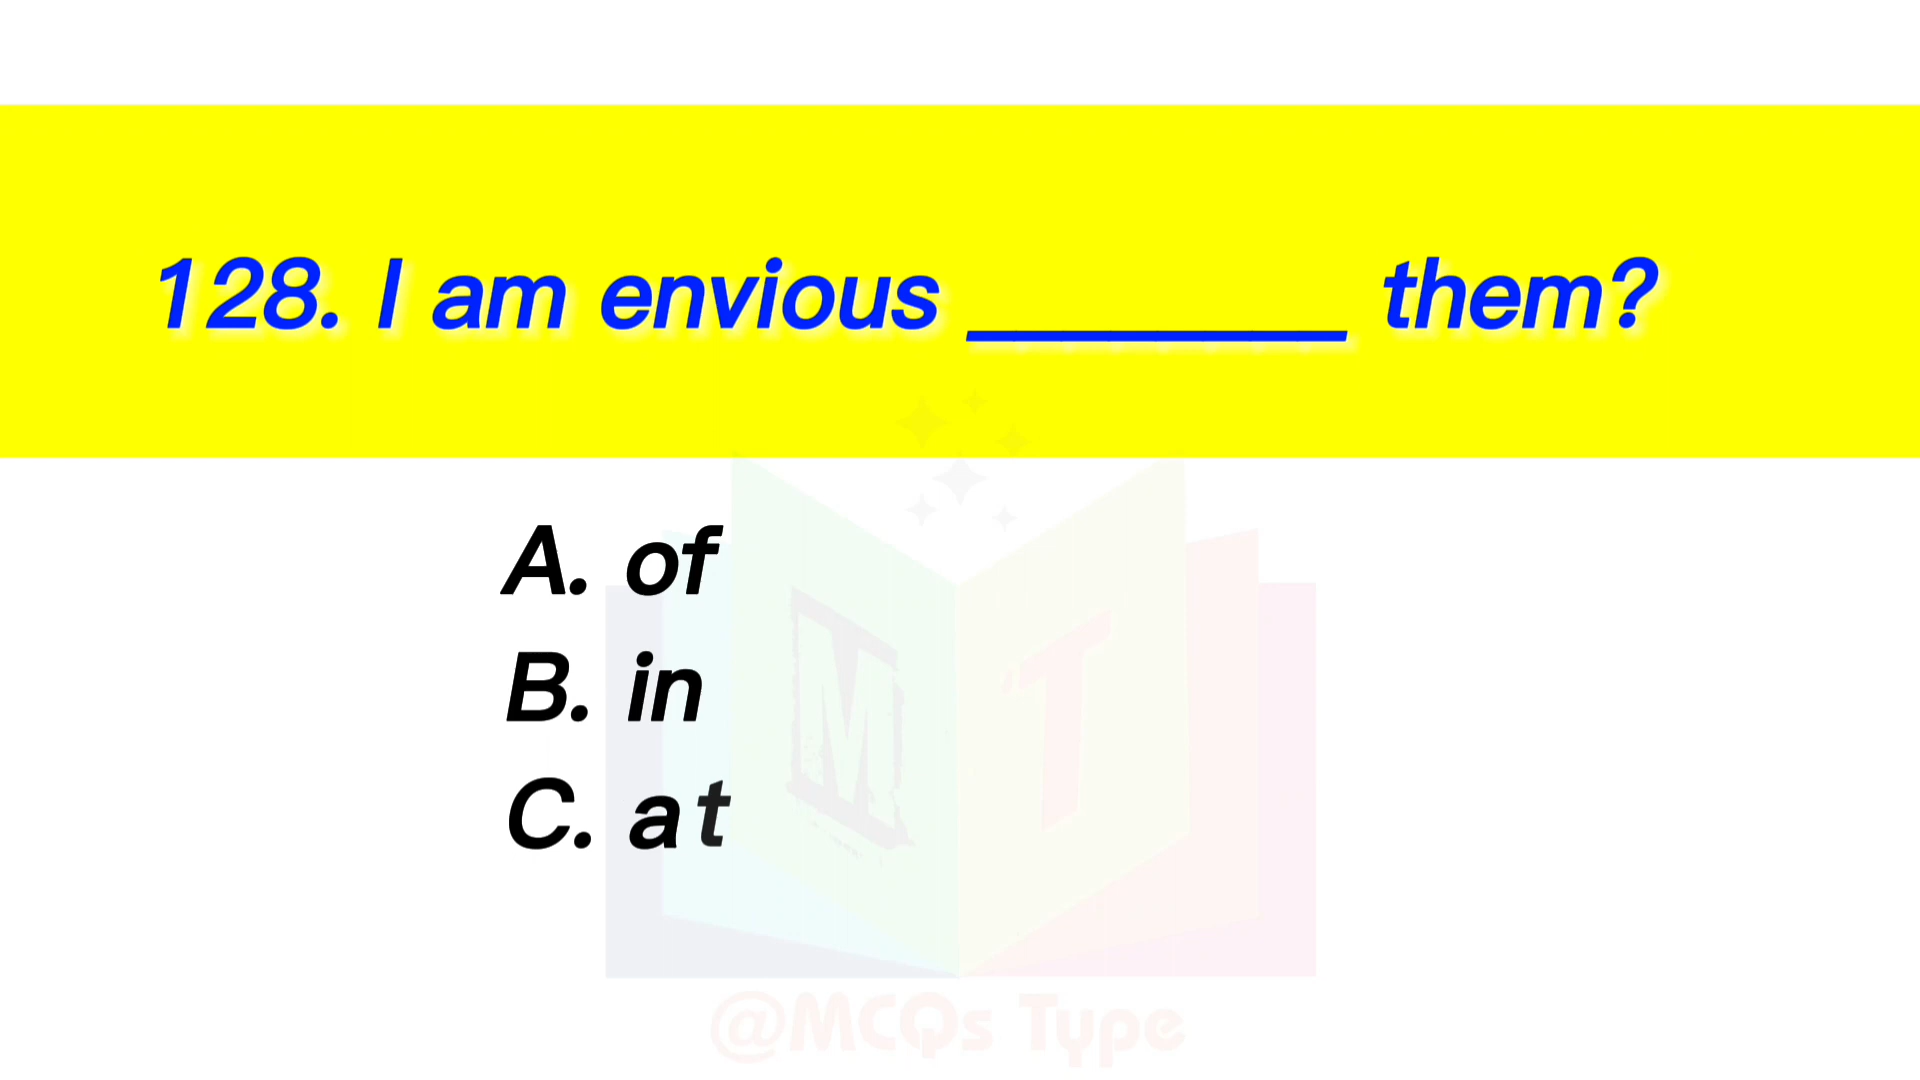 128. I am envious ________ them?
A. of
B. in
C. at
M T
@MCQs Type